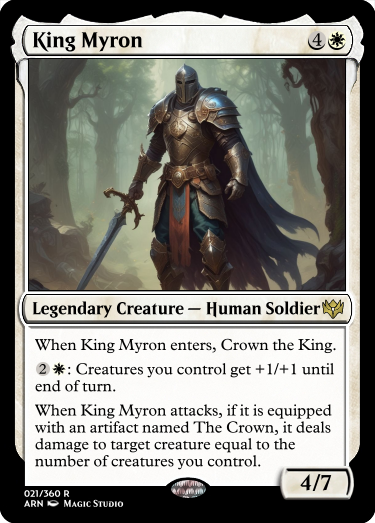 King Myron 4
Legendary Creature — Human Soldier
When King Myron enters, Crown the King.
2 : Creatures you control get +1/+1 until
end of turn.
When King Myron attacks, if it is equipped
with an artifact named The Crown, it deals
damage to target creature equal to the
number of creatures you control.
4/7
021/360 R
ARN Magic Studio